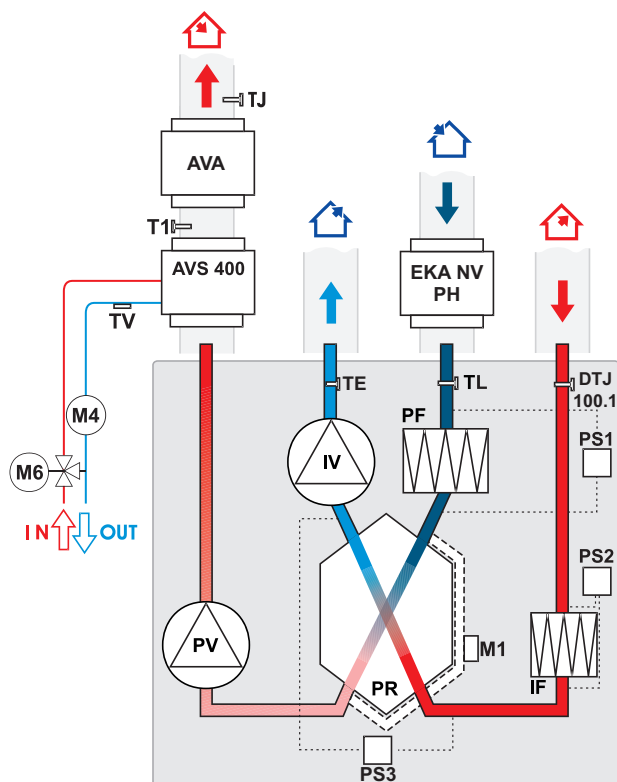 TJ
AVA
T1
AVS 400
EKA NV
PH
TV
TE
TL
DTJ
100.1
PF
PS1
M4
IV
M6
IN
OUT
PS2
PV
M1
PR
IF
PS3